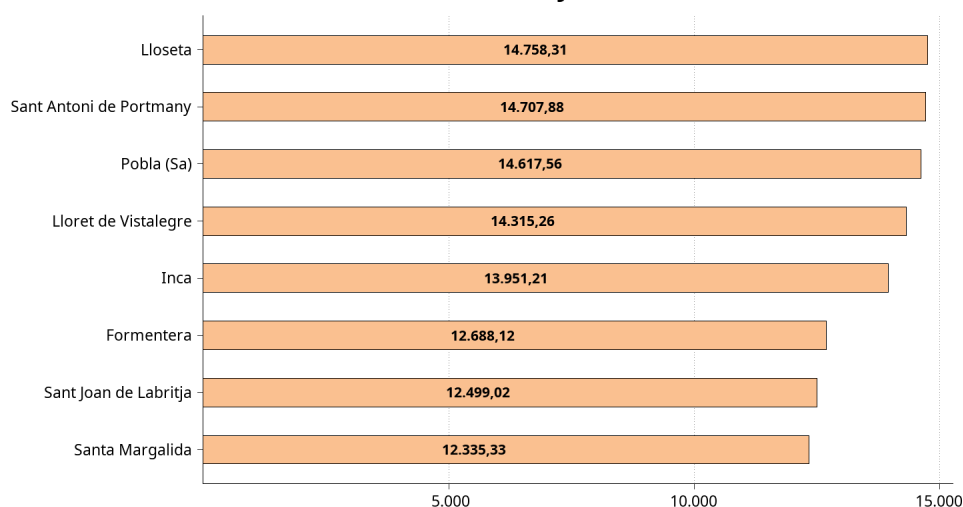 Lloseta 14.758,31
Sant Antoni de Portmany 14.707,88
Pobla (Sa) 14.617,56
Lloret de Vistalegre 14.315,26
Inca 13.951,21
Formentera 12.688,12
Sant Joan de Labritja 12.499,02
Santa Margalida 12.335,33
5.000 10.000 15.000